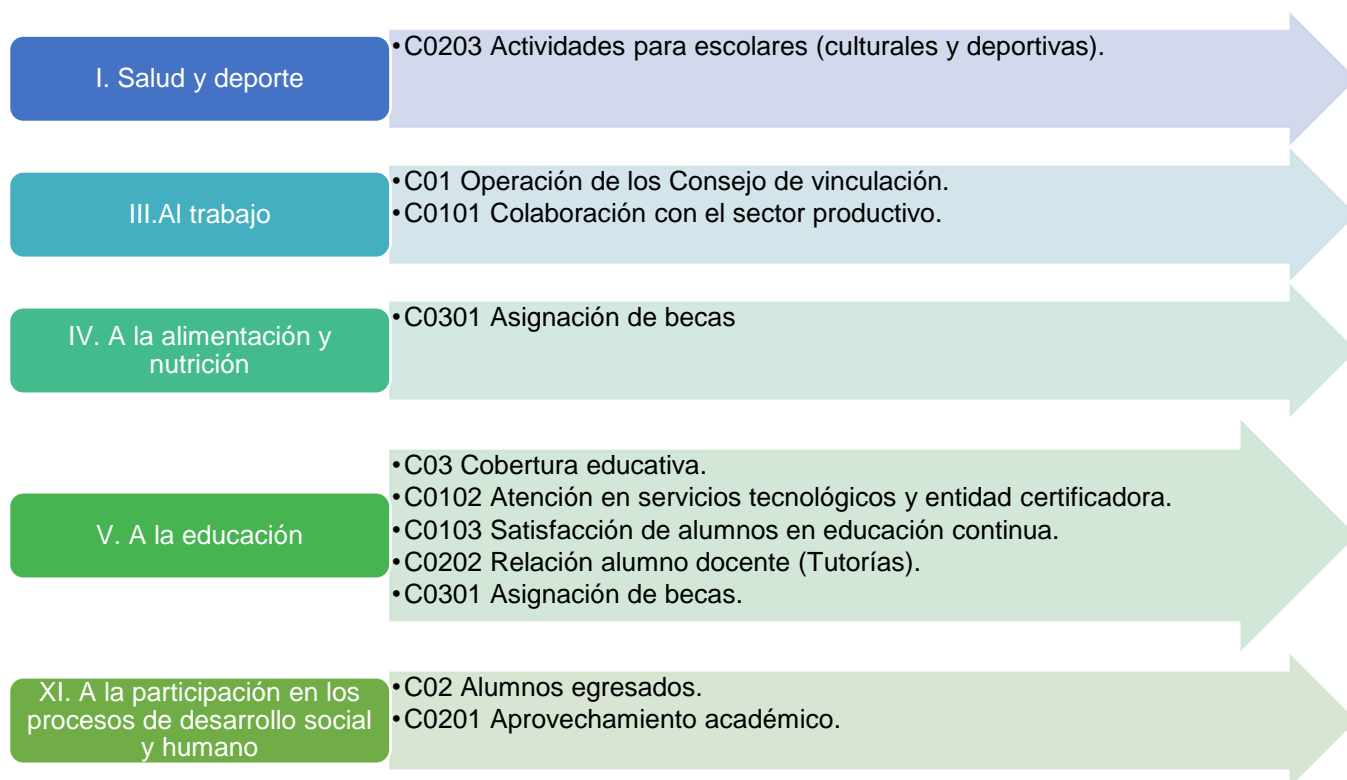 I. Salud y deporte
•C0203 Actividades para escolares (culturales y deportivas).
III.Al trabajo
•C01 Operación de los Consejo de vinculación.
•C0101 Colaboración con el sector productivo.
IV. A la alimentación y
nutrición
•C0301 Asignación de becas
V. A la educación
•C03 Cobertura educativa.
•C0102 Atención en servicios tecnológicos y entidad certificadora.
•C0103 Satisfacción de alumnos en educación continua.
•C0202 Relación alumno docente (Tutorías).
•C0301 Asignación de becas.
XI. A la participación en los
procesos de desarrollo social
y humano
•C02 Alumnos egresados.
•C0201 Aprovechamiento académico.